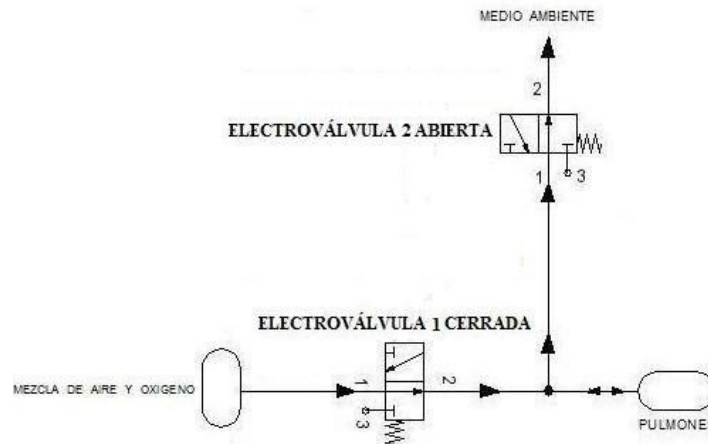 MEDIO AMBIENTE
2
ELECTROVÁLVULA 2 ABIERTA
1
3
ELECTROVÁLVULA 1 CERRADA
MEZCLA DE AIRE Y OXIGENO
1
2
3
PULMONE